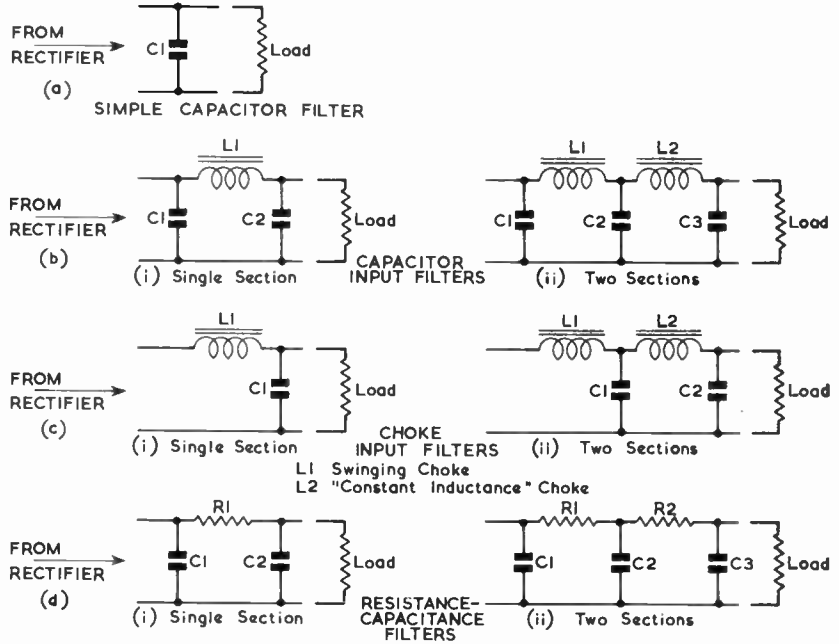 FROM
RECTIFIER
(a)
C1
Load
SIMPLE CAPACITOR FILTER
FROM
RECTIFIER
(b)
L1
C1
C2
Load
(i) Single Section
CAPACITOR
INPUT FILTERS
L1
L2
C1
C2
C3
Load
(ii) Two Sections
FROM
RECTIFIER
(c)
L1
C1
Load
(i) Single Section
CHOKE
INPUT FILTERS
L1
L2
C1
C2
Load
(ii) Two Sections
L1 Swinging Choke
L2 "Constant Inductance" Choke
FROM
RECTIFIER
(d)
R1
C1
C2
Load
(i) Single Section
RESISTANCE-
CAPACITANCE
FILTERS
R1
R2
C1
C2
C3
Load
(ii) Two Sections